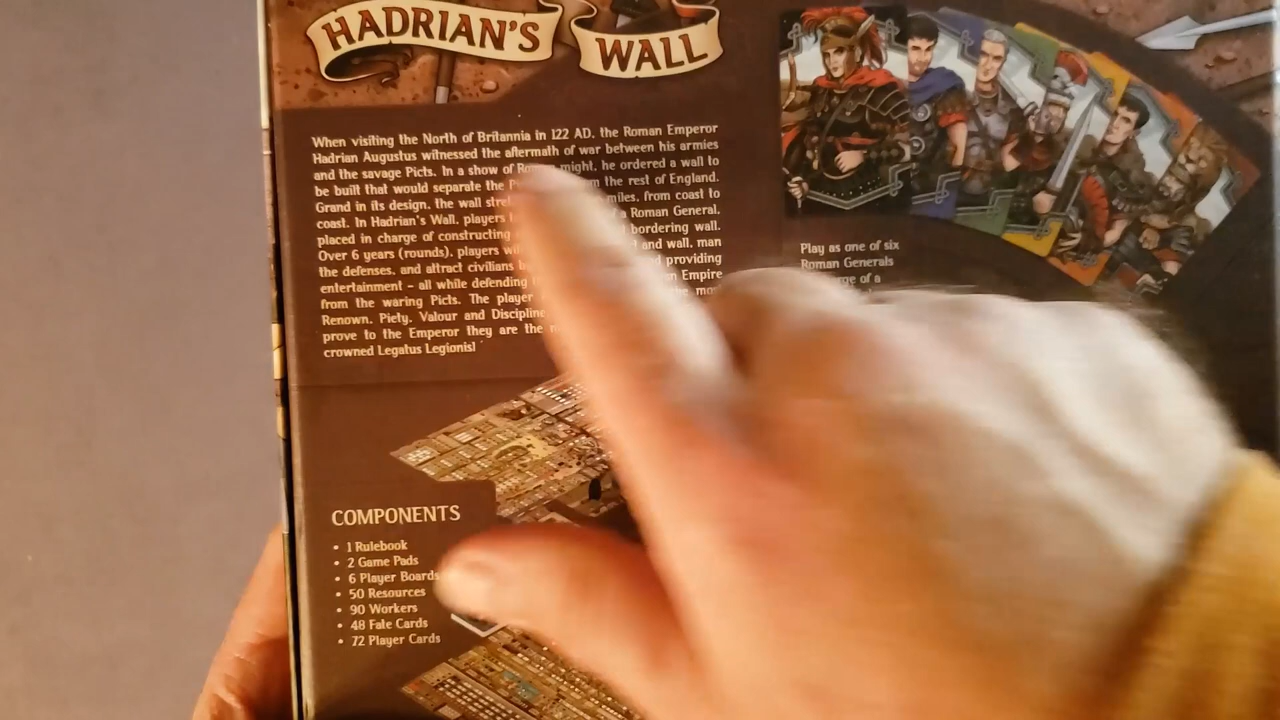 HADRIAN'S WALL
When visiting the North of Britannia in 122 AD, the Roman Emperor
Hadrian Augustus witnessed the aftermath of war between his armies
and the savage Picts. In a show of might, he ordered a wall to
be built that would separate the the rest of England.
Grand in its design, the wall miles, from coast to
coast. In Hadrian's Wall, players a Roman General,
placed in charge of constructing bordering wall.
Over 6 years (rounds), players and wall, man
the defenses, and attract civilians providing
entertainment - all while defending Empire
from the waring Picts. The player the
Renown, Piety, Valour and Discipline
prove to the Emperor they are the
crowned Legatus Legionis!
Play as one of six
Roman Generals
of a
COMPONENTS
• 1 Rulebook
• 2 Game Pads
• 6 Player Boards
• 50 Resources
• 90 Workers
• 48 Fate Cards
• 72 Player Cards